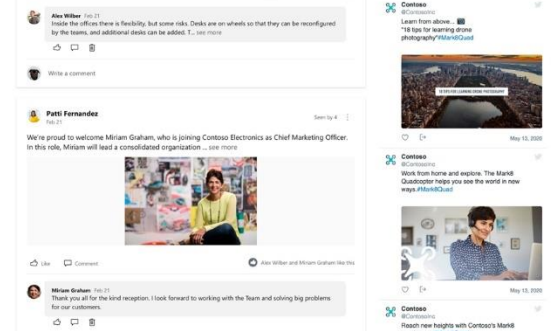 Alex Wilber Feb 21
Inside the offices there is flexibility, but some risks. Desks are on wheels so that they can be reconfigured
by the teams, and additional desks can be added. T... see more
Write a comment
Patti Fernandez
Feb 21
Seen by 4
We're proud to welcome Miriam Graham, who is joining Contoso Electronics as Chief Marketing Officer.
In this role, Miriam will lead a consolidated organization ... see more
Like
Comment
Alex Wilber and Miriam Graham like this
Miriam Graham Feb 21
Thank you all for the kind reception. I look forward to working with the Team and solving big problems
for our customers.
Contoso
@ContosoInc
Learn from above...
"18 tips for learning drone
photography"#Mark8Quad
18 TIPS FOR LEARNING DRONE PHOTOGRAPHY
May 13, 2020
Contoso
@ContosoInc
Work from home and explore. The Mark8
Quadcopter helps you see the world in new
ways.#Mark8Quad
May 13, 2020
Contoso
@ContosoInc
Reach new heights with Contoso's Mark8